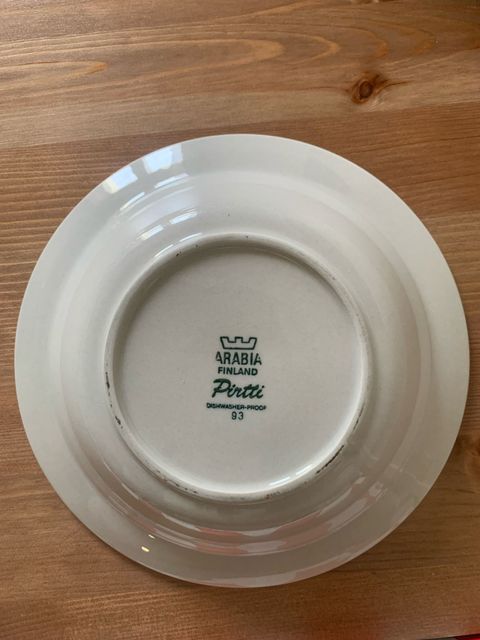 ARABIA
FINLAND
Pirtti
DISHWASHER-PROOF
93